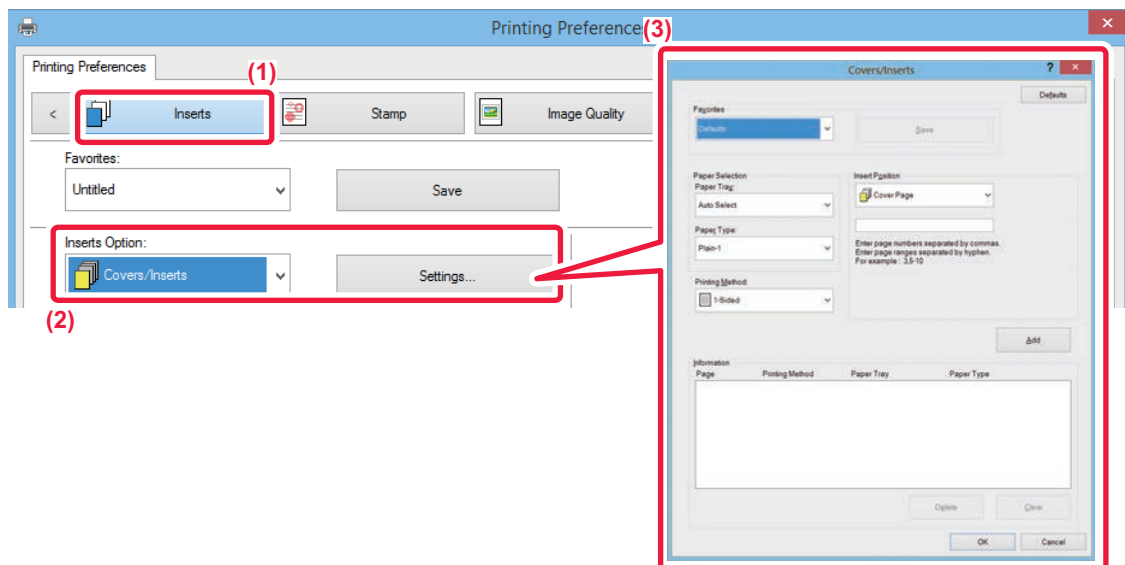 Printing Preference
(3)
Printing Preferences
(1)
<
Inserts
Stamp
Image Quality
Favorites:
Untitled
Save
Inserts Option:
Covers/Inserts
Settings...
(2)
Covers/Inserts
?
Defaults
Favorites
Defaults
Save
Paper Selection
Paper Tray:
Auto Select
Paper Type:
Plain-1
Printing Method:
1-Sided
Insert Position
Cover Page
Enter page numbers separated by commas.
Enter page ranges separated by hyphen.
For example : 3,5-10
Add
Information
Page Printing Method Paper Tray Paper Type
Delete
Clear
OK
Cancel